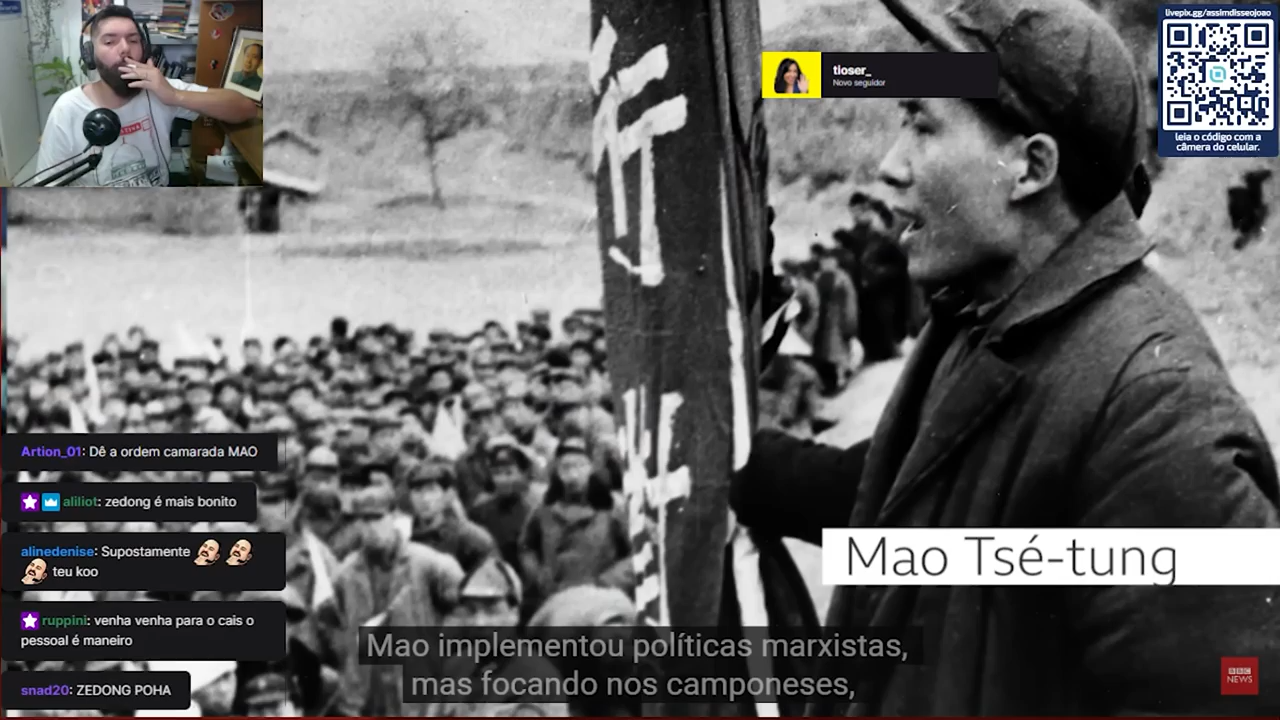 livepix.gg/assimdisseojoao
leia o código com a
câmera do celular.
tioser_
Novo seguidor
Artion_01: Dê a ordem camarada MAO
aliliot: zedong é mais bonito
alinedenise: Supostamente
teu koo
ruppini: venha venha para o cais o
pessoal é maneiro
snad20: ZEDONG POHA
Mao Tsé-tung
Mao implementou políticas marxistas,
mas focando nos camponeses,
BBC
NEWS